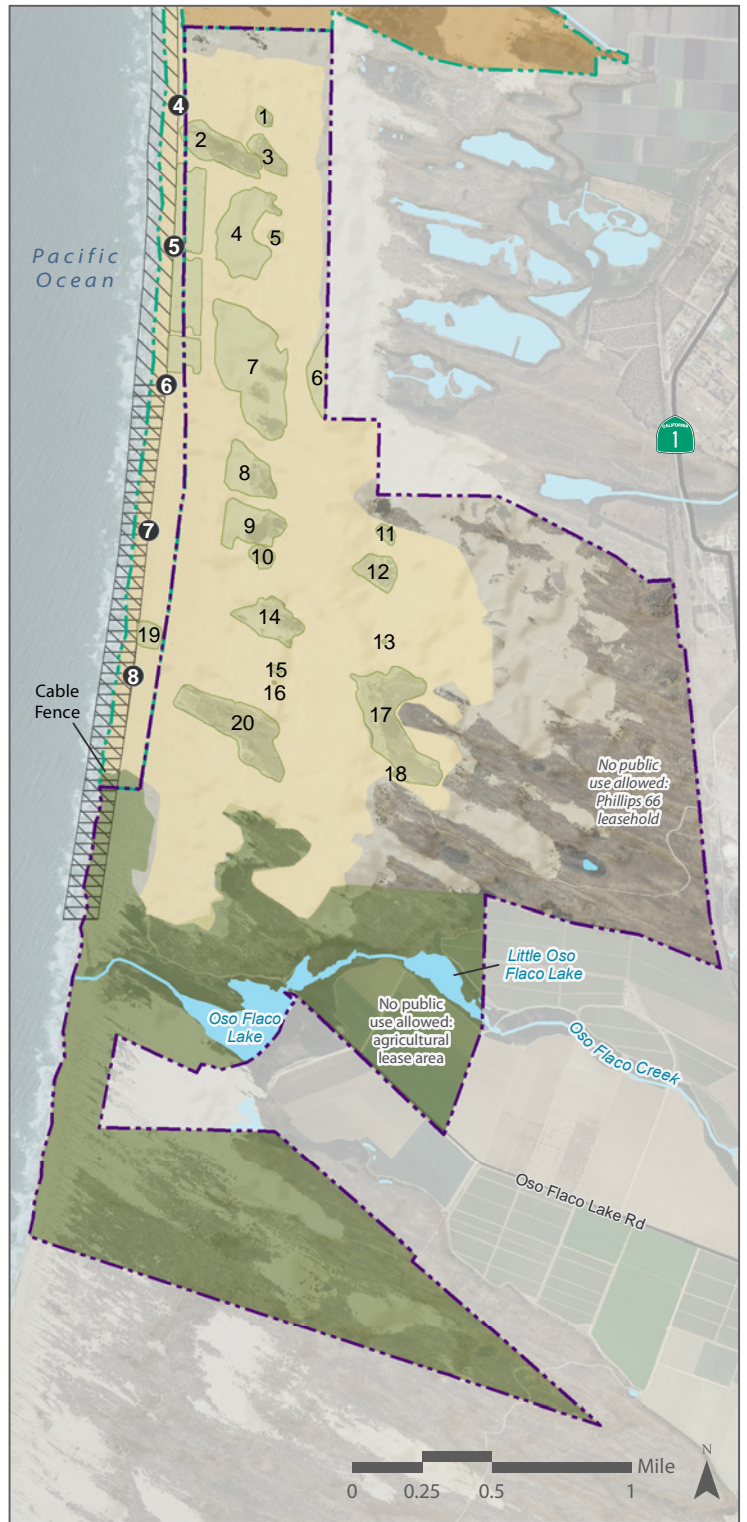 4
1
2
3
5
4
5
Pacific
Ocean
7
6
6
CALIFORNIA
1
8
7
9
11
10
12
14
19
13
15
8
16
Cable
Fence
17
20
18
No public
use allowed:
Phillips 66
leasehold
Little Oso
Flaco Lake
No public
use allowed:
agricultural
lease area
Oso Flaco
Lake
Oso Flaco Creek
Oso Flaco Lake Rd
N
Mile
0 0.25 0.5 1